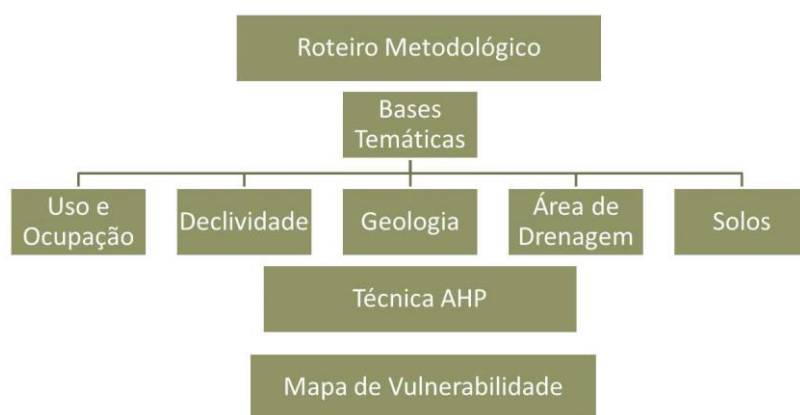 Roteiro Metodológico
Bases
Temáticas
Uso e
Ocupação
Declividade
Geologia
Área de
Drenagem
Solos
Técnica AHP
Mapa de Vulnerabilidade